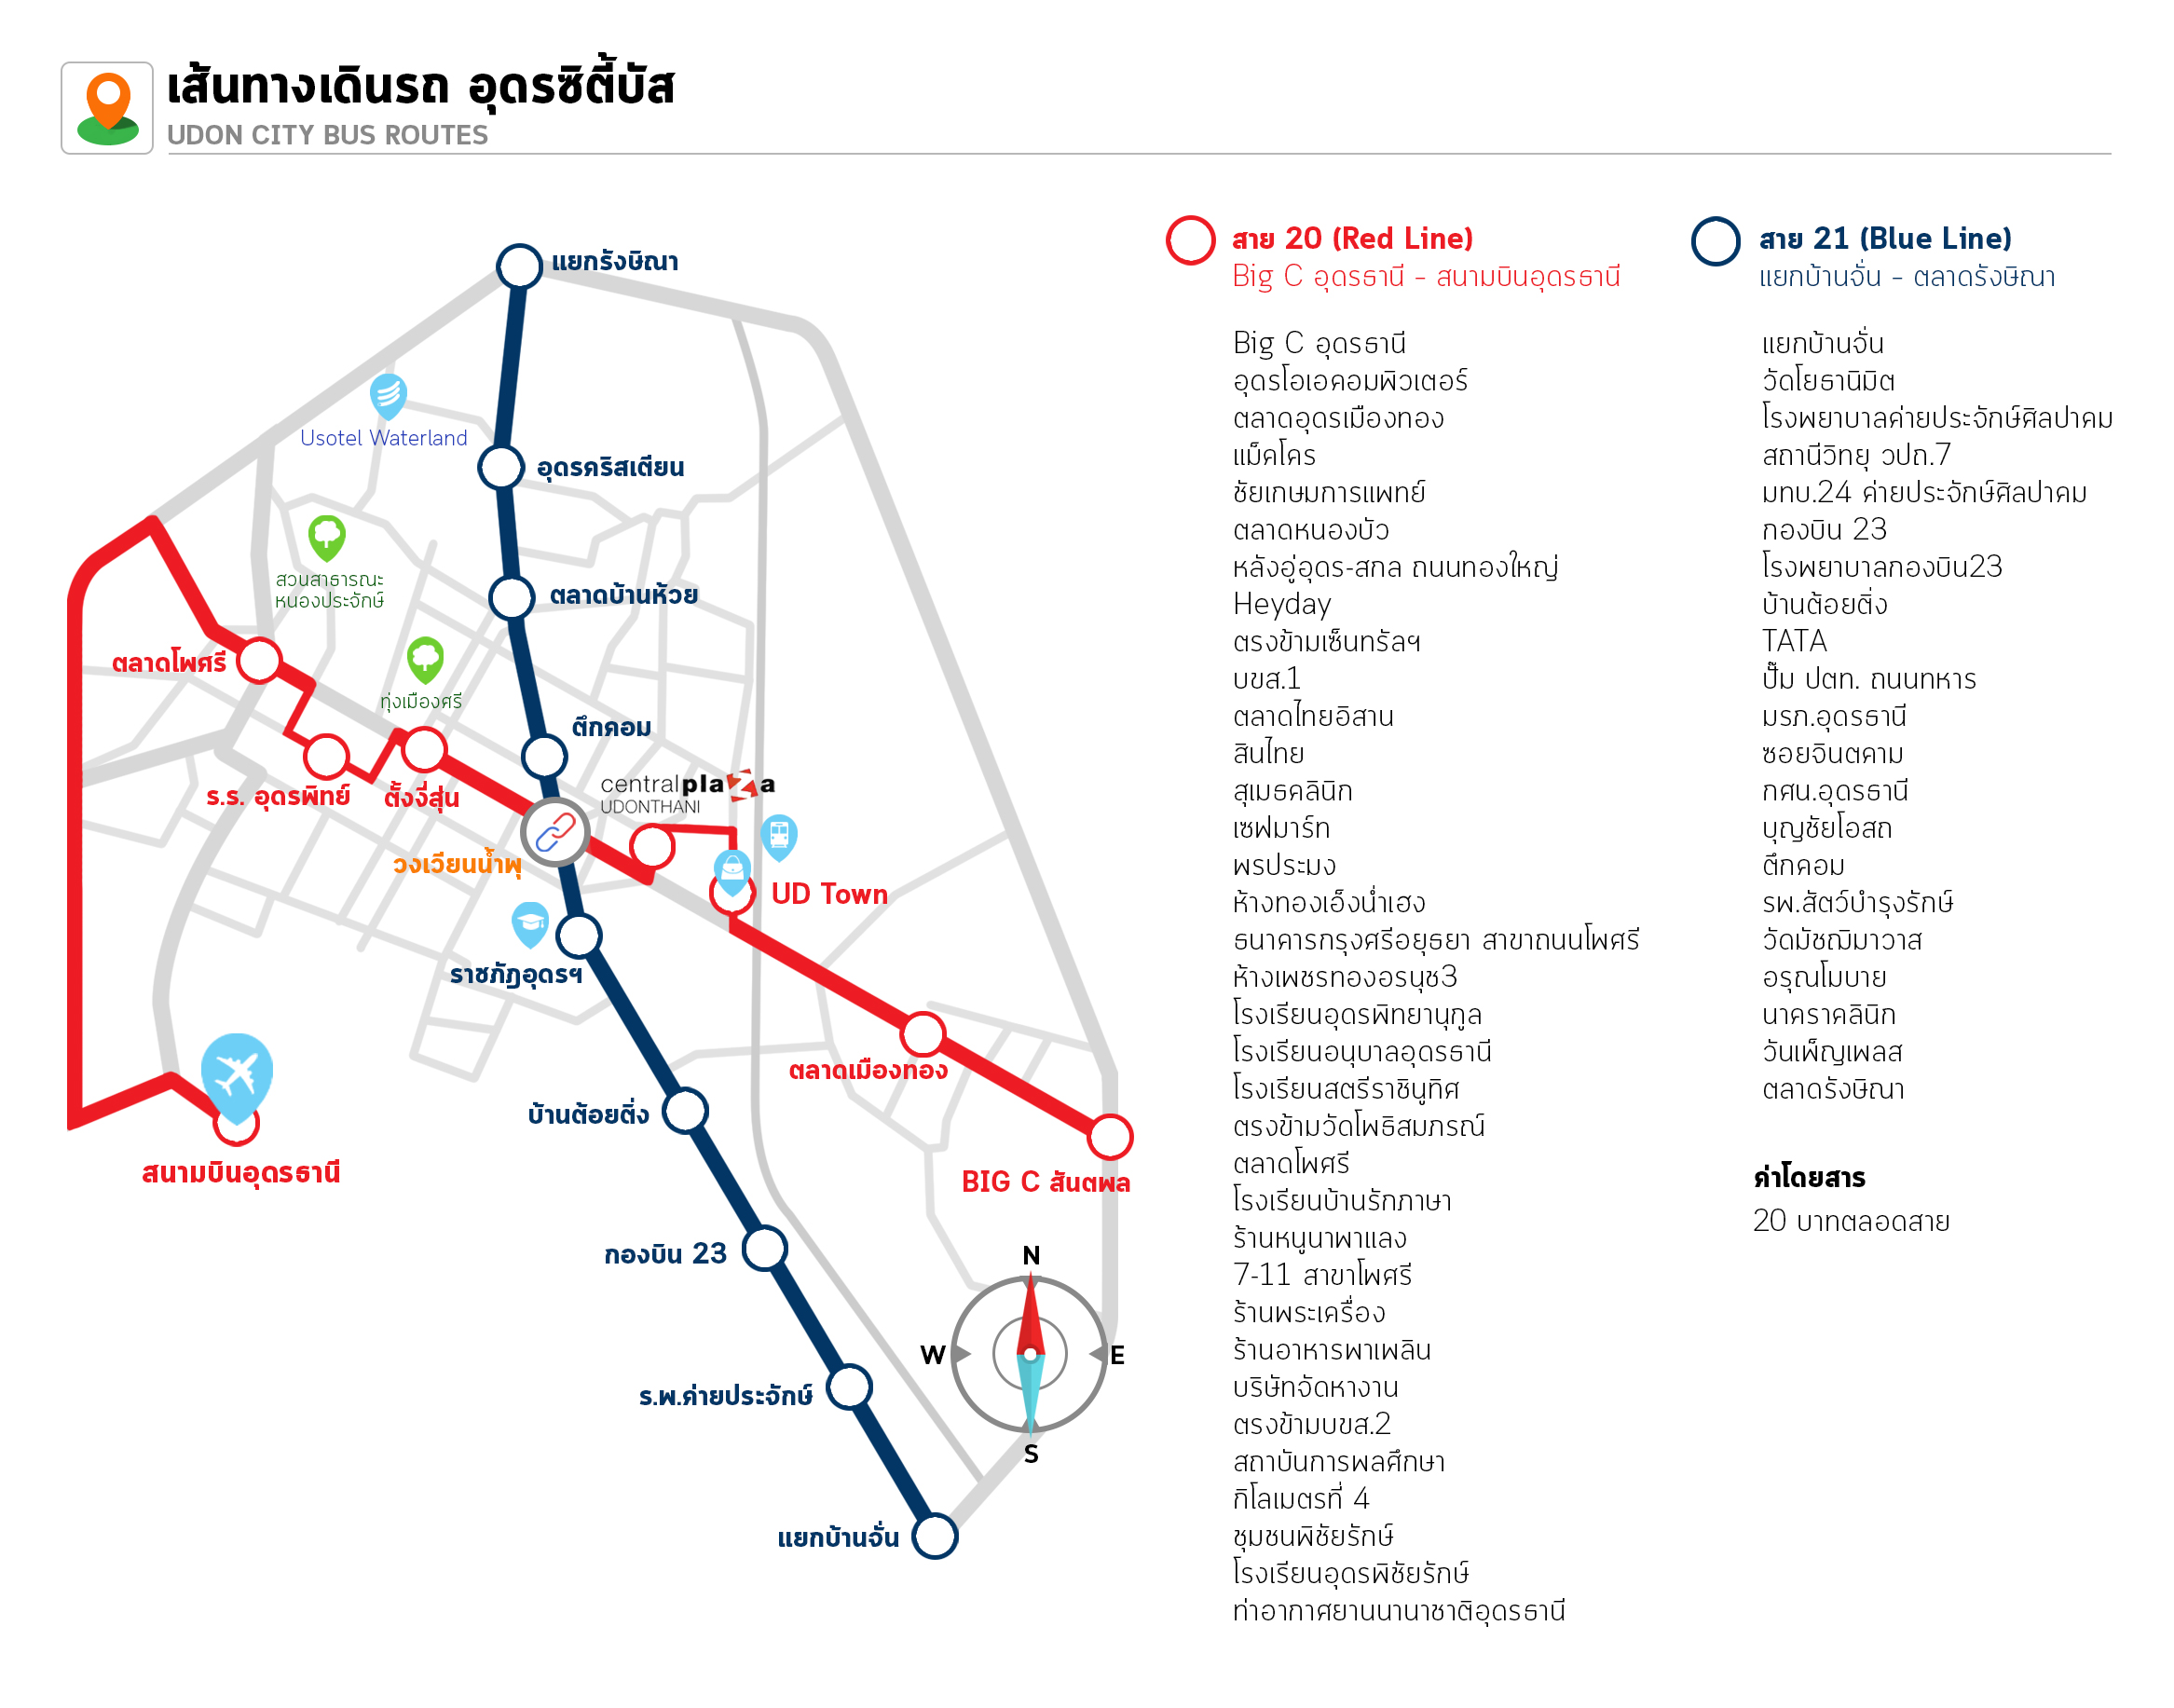 เส้นทางเดินรถ อุดรซิตี้บัส
UDON CITY BUS ROUTES
แยกรังษิณา
Usotel Waterland
อุดรคริสเตียน
สวนสาธารณะ
หนองประจักษ์
ตลาดบ้านห้วย
ตลาดโพศรี
ทุ่งเมืองศรี
ตึกคอม
centralplaza
UDONTHANI
ร.ร. อุดรพิทย์
ตั้งงี่สุ่น
วงเวียนน้ำพุ
UD Town
ราชภัฏอุดรฯ
ตลาดเมืองทอง
บ้านต้อยติ่ง
สนามบินอุดรธานี
BIG C สันตพล
กองบิน 23
N
W
E
S
ร.พ.ค่ายประจักษ์
แยกบ้านจั่น
สาย 20 (Red Line)
Big C อุดรธานี - สนามบินอุดรธานี
Big C อุดรธานี
อุดรโอเอคอมพิวเตอร์
ตลาดอุดรเมืองทอง
แม็คโคร
ชัยเกษมการแพทย์
ตลาดหนองบัว
หลังอู่อุดร-สกล ถนนทองใหญ่
Heyday
ตรงข้ามเซ็นทรัลฯ
บขส.1
ตลาดไทยอิสาน
สินไทย
สุเมธคลินิก
เซฟมาร์ท
พรประมง
ห้างทองเอ็งน่ำเฮง
ธนาคารกรุงศรีอยุธยา สาขาถนนโพศรี
ห้างเพชรทองอรนุช3
โรงเรียนอุดรพิทยานุกูล
โรงเรียนอนุบาลอุดรธานี
โรงเรียนสตรีราชินูทิศ
ตรงข้ามวัดโพธิสมภรณ์
ตลาดโพศรี
โรงเรียนบ้านรักภาษา
ร้านหนูนาพาแลง
7-11 สาขาโพศรี
ร้านพระเครื่อง
ร้านอาหารพาเพลิน
บริษัทจัดหางาน
ตรงข้ามบขส.2
สถาบันการพลศึกษา
กิโลเมตรที่ 4
ชุมชนพิชัยรักษ์
โรงเรียนอุดรพิชัยรักษ์
ท่าอากาศยานนานาชาติอุดรธานี
สาย 21 (Blue Line)
แยกบ้านจั่น - ตลาดรังษิณา
แยกบ้านจั่น
วัดโยธานิมิต
โรงพยาบาลค่ายประจักษ์ศิลปาคม
สถานีวิทยุ วปถ.7
มทบ.24 ค่ายประจักษ์ศิลปาคม
กองบิน 23
โรงพยาบาลกองบิน23
บ้านต้อยติ่ง
TATA
ปั๊ม ปตท. ถนนทหาร
มรภ.อุดรธานี
ซอยจินตคาม
กศน.อุดรธานี
บุญชัยโอสถ
ตึกคอม
รพ.สัตว์บำรุงรักษ์
วัดมัชฌิมาวาส
อรุณโมบาย
นาคราคลินิก
วันเพ็ญเพลส
ตลาดรังษิณา
ค่าโดยสาร
20 บาทตลอดสาย